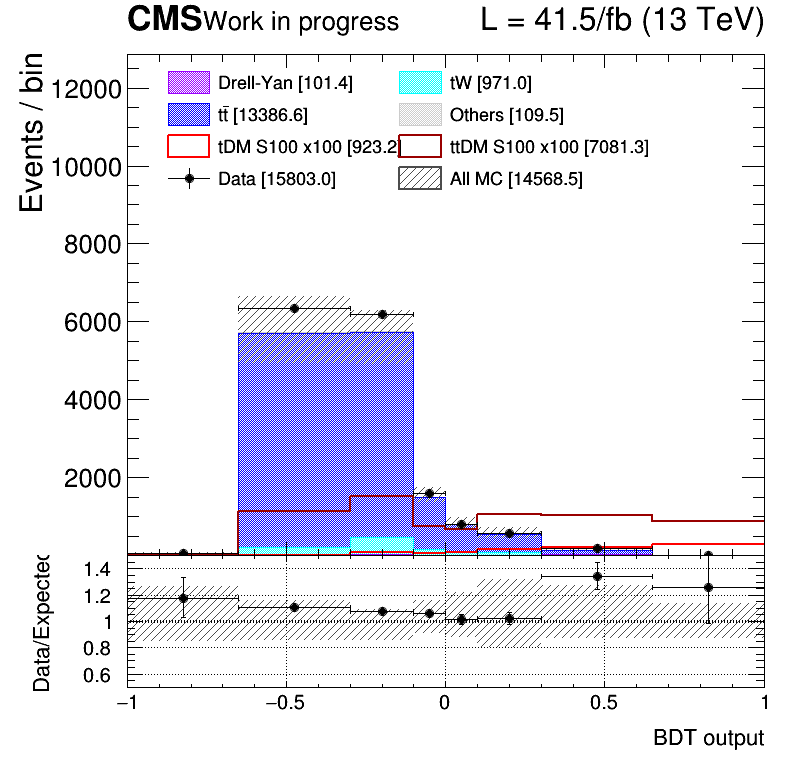 CMS Work in progress L = 41.5/fb (13 TeV)
Events / bin
12000
10000
8000
6000
4000
2000
Drell-Yan [101.4] tW [971.0]
tt̄ [13386.6] Others [109.5]
tDM S100 x100 [923.2] ttDM S100 x100 [7081.3]
Data [15803.0] All MC [14568.5]
Data/Expected
1.4
1.2
1
0.8
0.6
−1 −0.5 0 0.5 1
BDT output